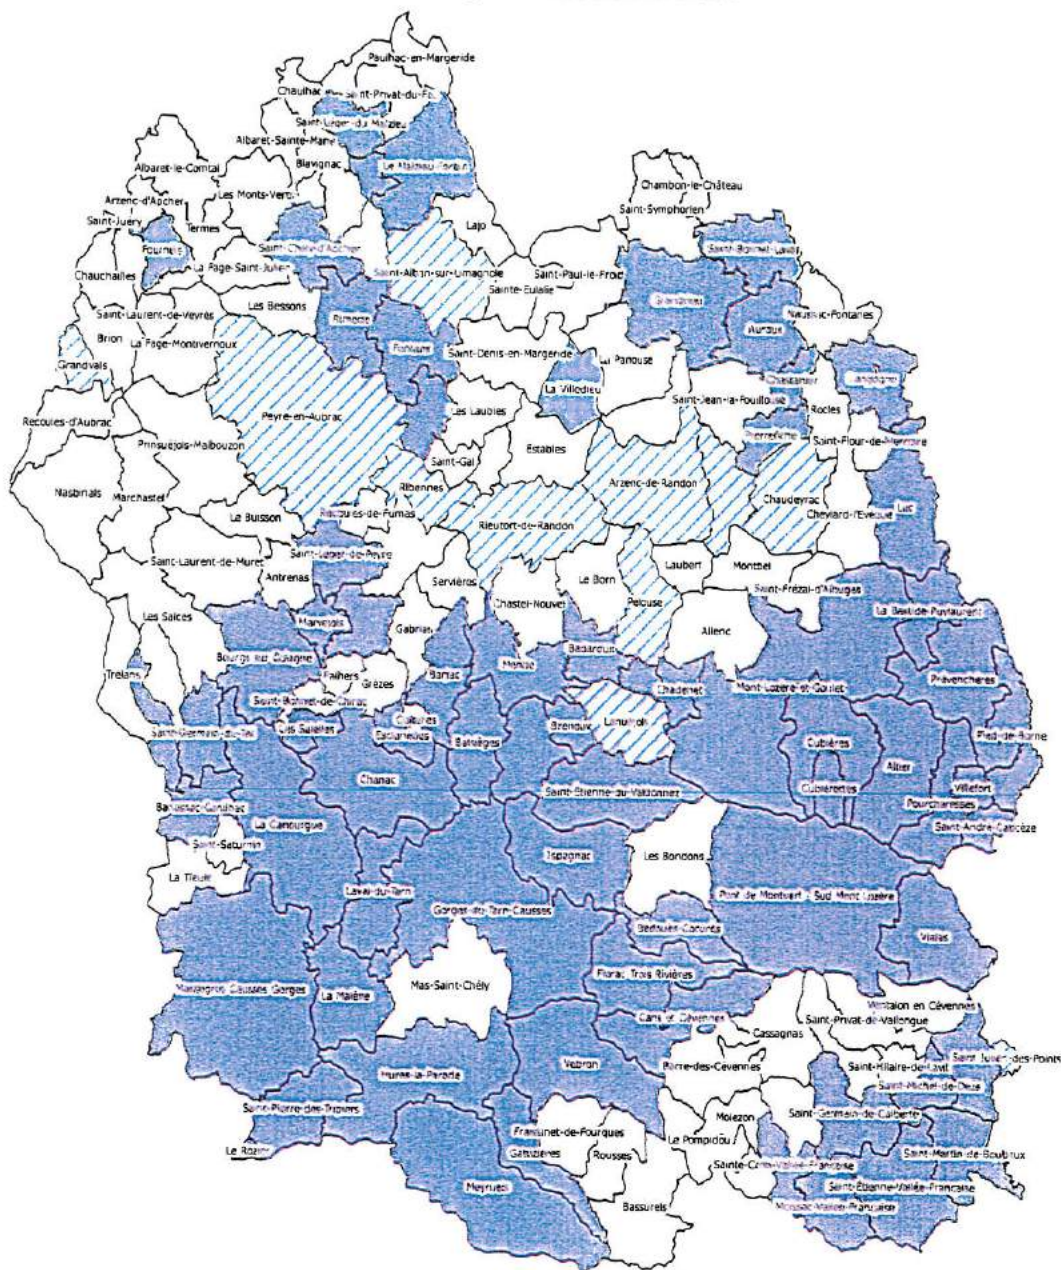 Paulhac-en-Margeride
Chaulhac
Saint-Privat-du-Fau
Saint-Léger-du-Malzieu
Albaret-Sainte-Marie
Blavignac
Le Malzieu-Forain
Albaret-le-Comtal
Les Monts-Verts
Arzenc-d'Apcher
Saint-Juéry
Termes
Fournels
Saint-Chély-d'Apcher
Lajo
Chambon-le-Château
Saint-Symphorien
Saint-Bonnet-Laval
Chauchailles
La Fage-Saint-Julien
Saint-Alban-sur-Limagnole
Saint-Paul-le-Froid
Sainte-Eulalie
Grandrieu
Les Bessons
Saint-Laurent-de-Veyrès
Rimeize
Naussac-Fontanes
Auroux
Brion
La Fage-Montivernoux
Fontans
Saint-Denis-en-Margeride
La Panouse
Grandvals
Chastanier
Langogne
La Villedieu
Peyre-en-Aubrac
Saint-Jean-la-Fouillouse
Rocles
Les Laubies
Recoules-d'Aubrac
Pierrefiche
Saint-Flour-de-Mercoire
Prinsuéjols-Malbouzon
Estables
Saint-Gal
Arzenc-de-Randon
Ribennes
Nasbinals
Marchastel
Chaudeyrac
Luc
Cheylard-l'Evêque
Le Buisson
Recoules-de-Fumas
Rieutort-de-Randon
Saint-Léger-de-Peyre
Saint-Laurent-de-Muret
Laubert
Montbel
Servières
Le Born
Antrenas
Saint-Frézal-d'Albuges
Chastel-Nouvel
Pelouse
La Bastide-Puylaurent
Les Salces
Marvejols
Gabrias
Allenc
Bourgs sur Colagne
Badaroux
Mende
Trélans
Palhers
Barjac
Prévenchères
Grèzes
Chadenet
Mont Lozère et Goulet
Saint-Bonnet-de-Chirac
Cultures
Lanuéjols
Les Salelles
Esclanèdes
Brenoux
Pied-de-Borne
Saint-Germain-du-Teil
Balsièges
Cubières
Altier
Chanac
Villefort
Cubiérettes
Saint-Etienne-du-Valdonnez
Pourcharesses
Banassac-Canilhac
La Canourgue
Saint-André-Capcèze
Saint-Saturnin
Ispagnac
Les Bondons
La Tieule
Laval-du-Tarn
Pont de Montvert - Sud Mont Lozère
Gorges du Tarn Causses
Bédouès-Cocurès
Vialas
Florac Trois Rivières
Massegros Causses Gorges
La Malène
Mas-Saint-Chély
Ventalon en Cévennes
Cans et Cévennes
Saint-Privat-de-Vallongue
Cassagnas
Saint Julien-des-Points
Vebron
Barre-des-Cévennes
Saint-Hilaire-de-Lavit
Hures-la-Parade
Saint-Michel-de-Dèze
Saint-Pierre-des-Tripiers
Molezon
Saint-Germain-de-Calberte
Fraissinet-de-Fourques
Le Pompidou
Le Rozier
Gatuzières
Rousses
Saint-Martin-de-Boubaux
Sainte-Croix-Vallée-Française
Meyrueis
Saint-Étienne-Vallée-Française
Bassurels
Moissac-Vallée-Française